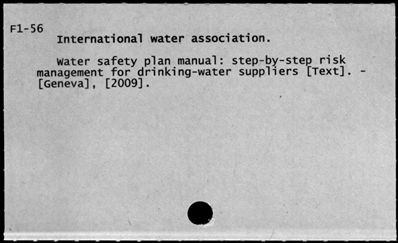 F1-56
International water association.
Water safety plan manual: step-by-step risk
management for drinking-water suppliers [Text]. -
[Geneva], [2009].